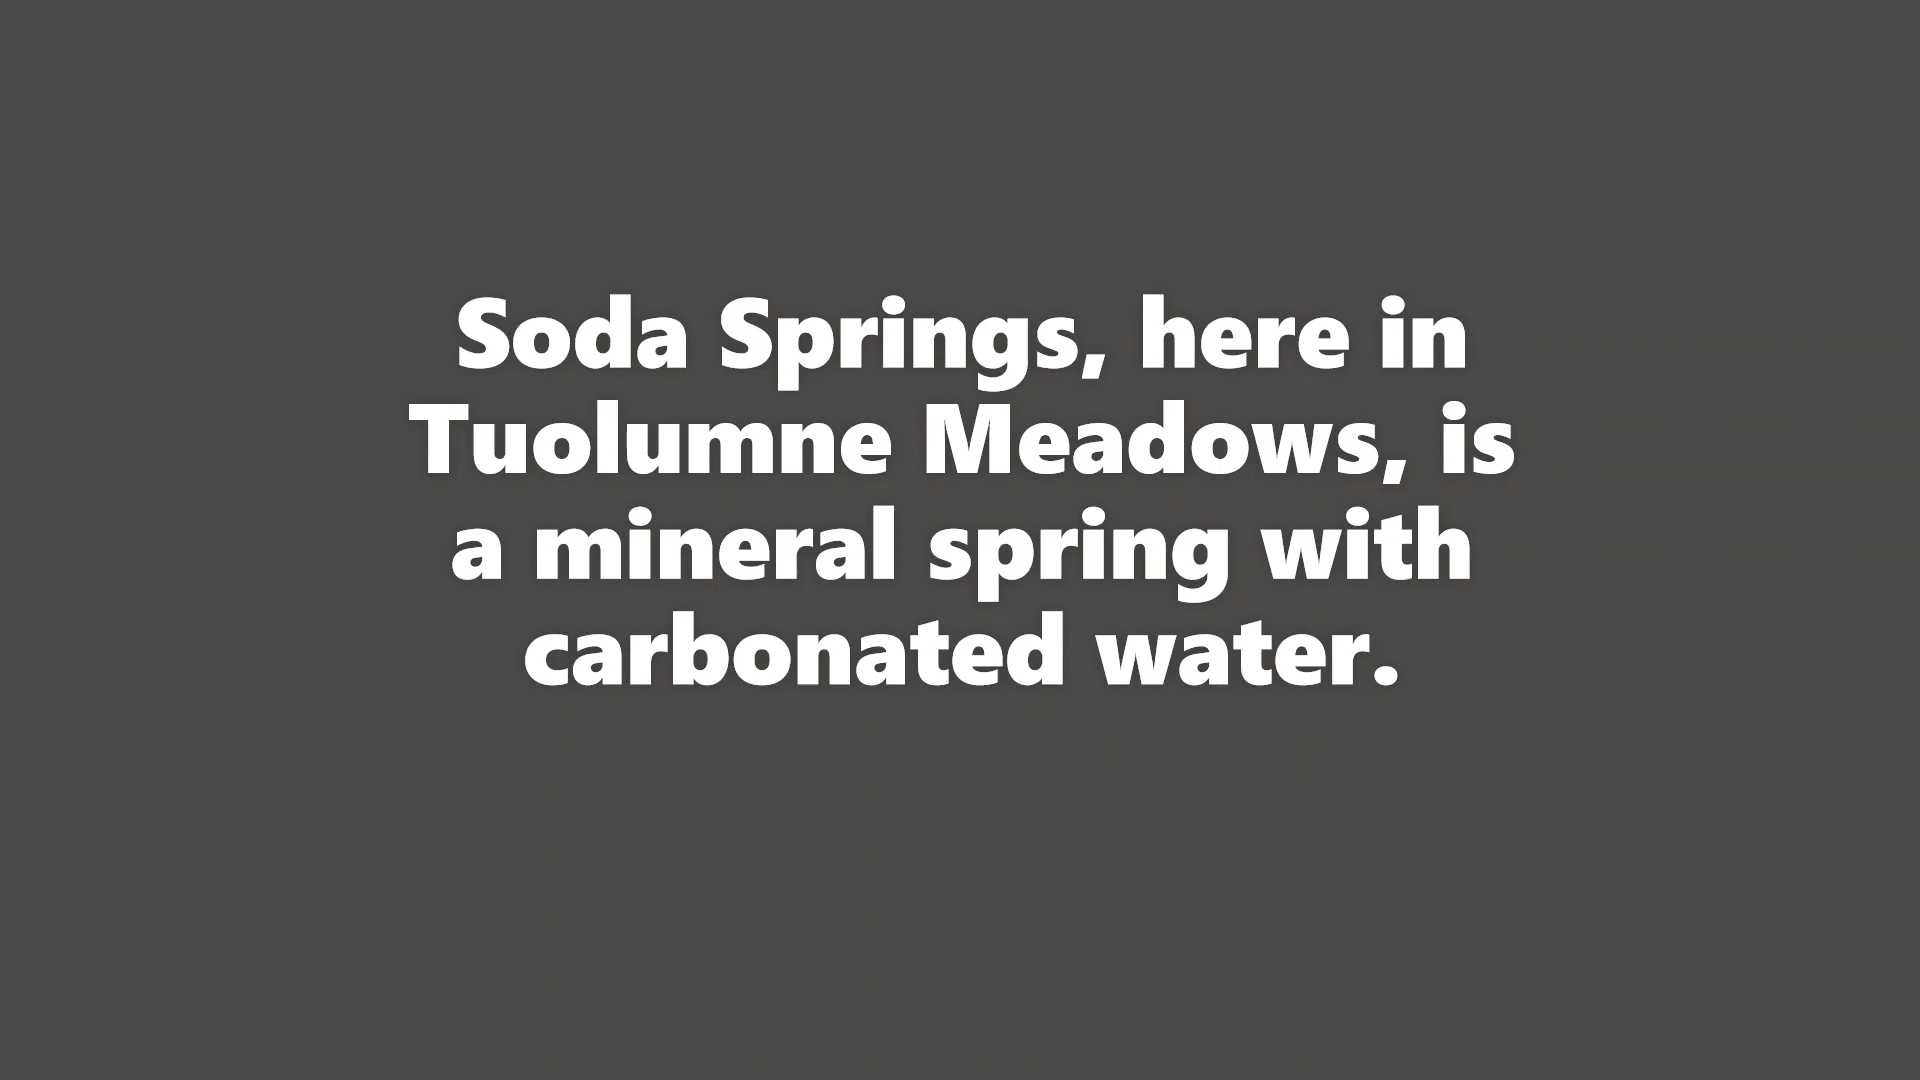 Soda Springs, here in
Tuolumne Meadows, is
a mineral spring with
carbonated water.